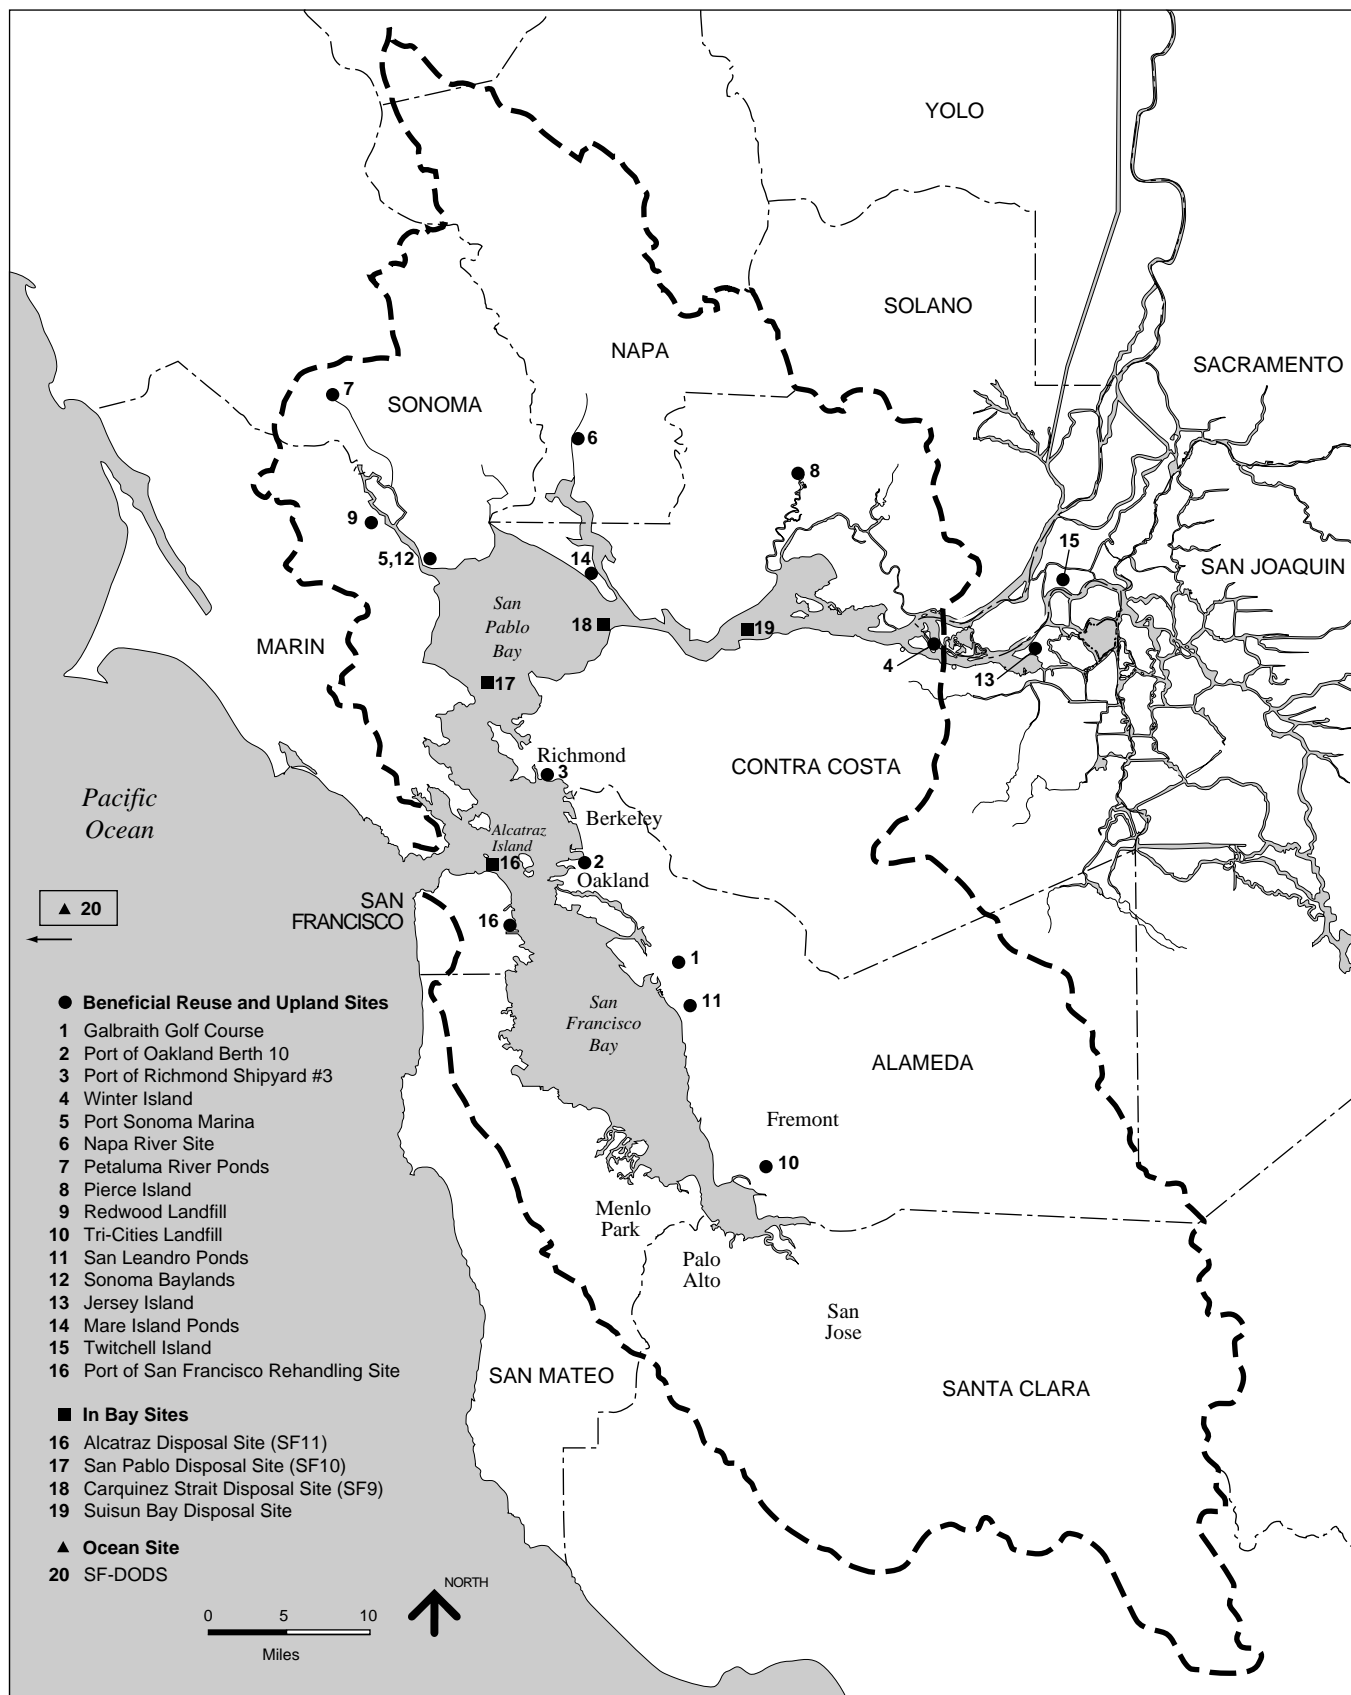 YOLO
SOLANO
NAPA
SACRAMENTO
7
SONOMA
6
8
9
15
5,12
14
SAN JOAQUIN
San
Pablo
Bay
18
19
MARIN
4
13
17
Richmond
3
CONTRA COSTA
Pacific
Ocean
Berkeley
Alcatraz
Island
16
2
Oakland
20
SAN
FRANCISCO
16
1
11
San
Francisco
Bay
ALAMEDA
Fremont
10
Menlo
Park
Palo
Alto
San
Jose
SAN MATEO
SANTA CLARA
Beneficial Reuse and Upland Sites
1 Galbraith Golf Course
2 Port of Oakland Berth 10
3 Port of Richmond Shipyard #3
4 Winter Island
5 Port Sonoma Marina
6 Napa River Site
7 Petaluma River Ponds
8 Pierce Island
9 Redwood Landfill
10 Tri-Cities Landfill
11 San Leandro Ponds
12 Sonoma Baylands
13 Jersey Island
14 Mare Island Ponds
15 Twitchell Island
16 Port of San Francisco Rehandling Site
In Bay Sites
16 Alcatraz Disposal Site (SF11)
17 San Pablo Disposal Site (SF10)
18 Carquinez Strait Disposal Site (SF9)
19 Suisun Bay Disposal Site
Ocean Site
20 SF-DODS
NORTH
0 5 10
Miles